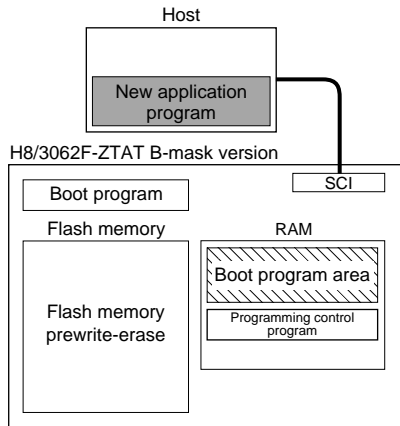 Host
New application
program
H8/3062F-ZTAT B-mask version
SCI
Boot program
Flash memory
RAM
Boot program area
Flash memory
prewrite-erase
Programming control
program